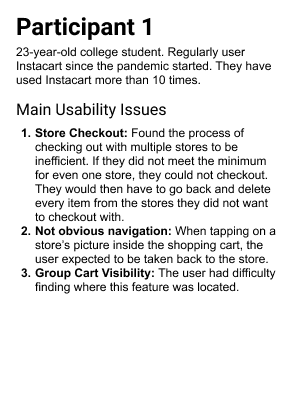 Participant 1
23-year-old college student. Regularly user
Instacart since the pandemic started. They have
used Instacart more than 10 times.
Main Usability Issues
1. Store Checkout: Found the process of
checking out with multiple stores to be
inefficient. If they did not meet the minimum
for even one store, they could not checkout.
They would then have to go back and delete
every item from the stores they did not want
to checkout with.
2. Not obvious navigation: When tapping on a
store's picture inside the shopping cart, the
user expected to be taken back to the store.
3. Group Cart Visibility: The user had difficulty
finding where this feature was located.